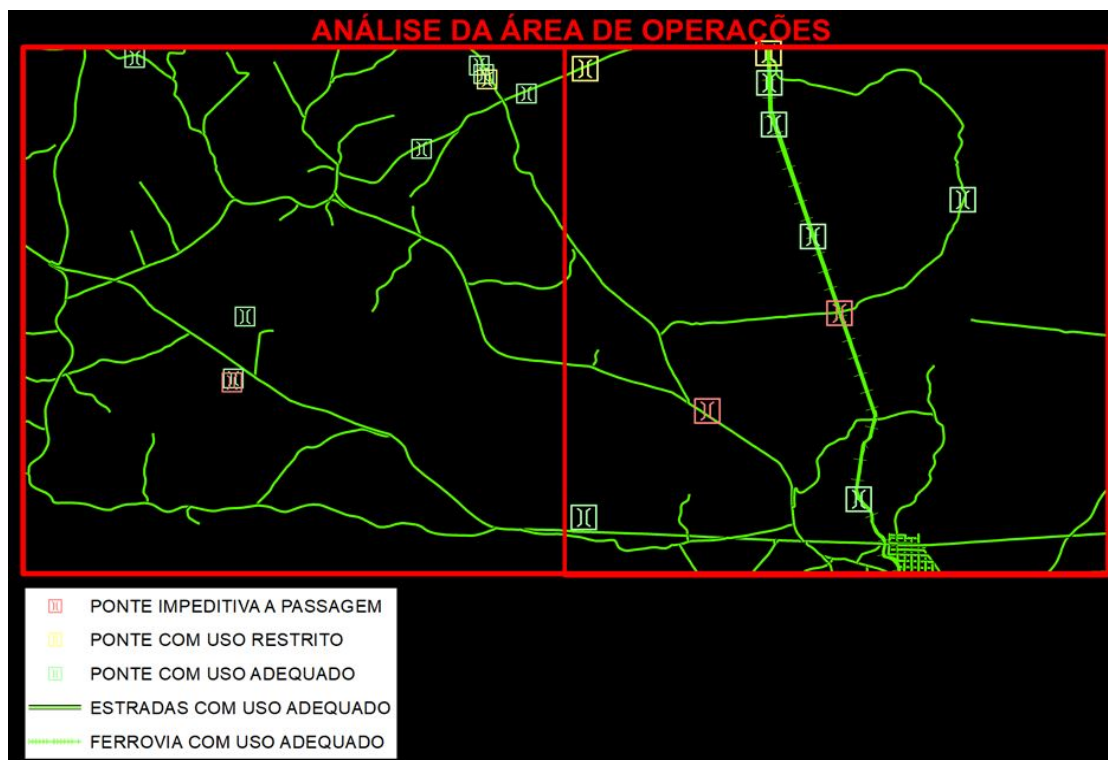 ANÁLISE DA ÁREA DE OPERAÇÕES
PONTE IMPEDITIVA A PASSAGEM
PONTE COM USO RESTRITO
PONTE COM USO ADEQUADO
ESTRADAS COM USO ADEQUADO
FERROVIA COM USO ADEQUADO